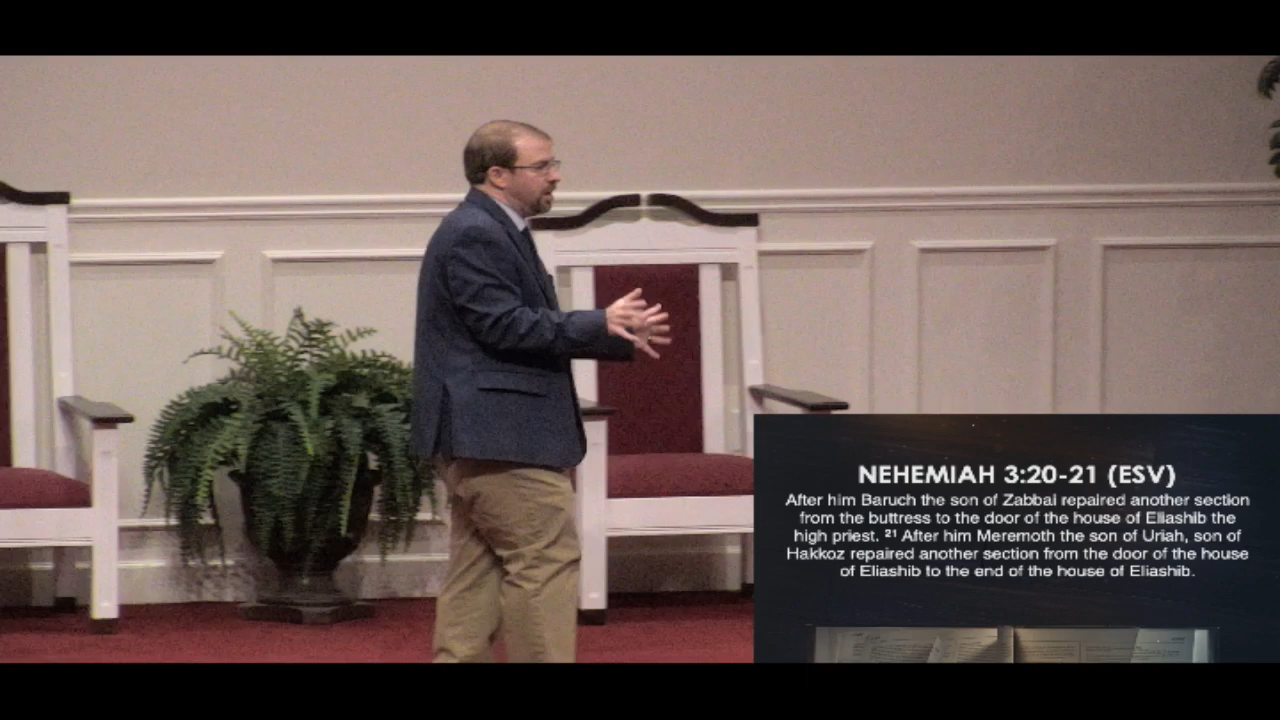 NEHEMIAH 3:20-21 (ESV)
After him Baruch the son of Zabbai repaired another section
from the buttress to the door of the house of Eliashib the
high priest. ²¹ After him Meremoth the son of Uriah, son of
Hakkoz repaired another section from the door of the house
of Eliashib to the end of the house of Eliashib.